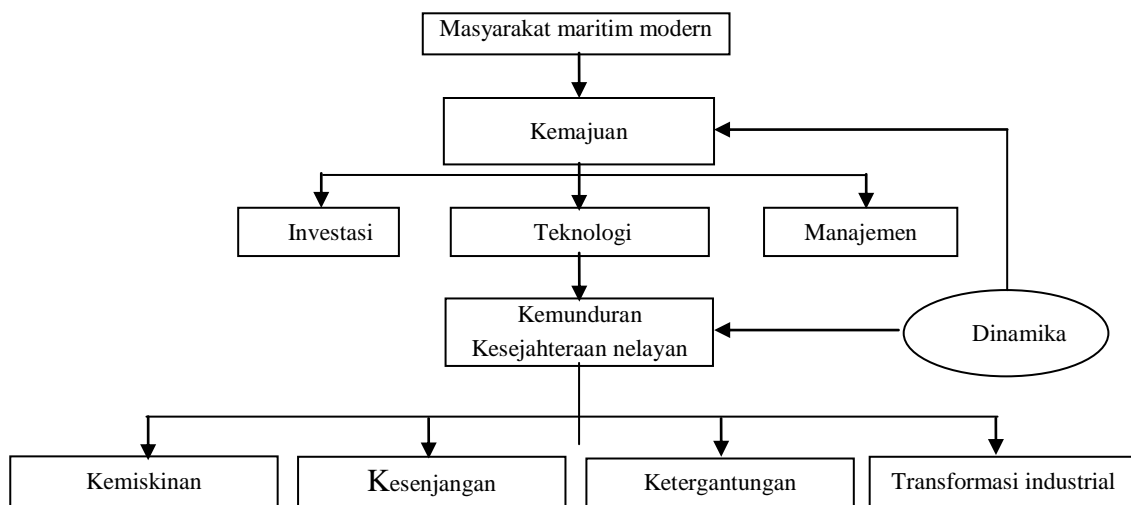 Masyarakat maritim modern
Kemajuan
Investasi
Teknologi
Manajemen
Kemunduran
Kesejahteraan nelayan
Dinamika
Kemiskinan
Kesenjangan
Ketergantungan
Transformasi industrial